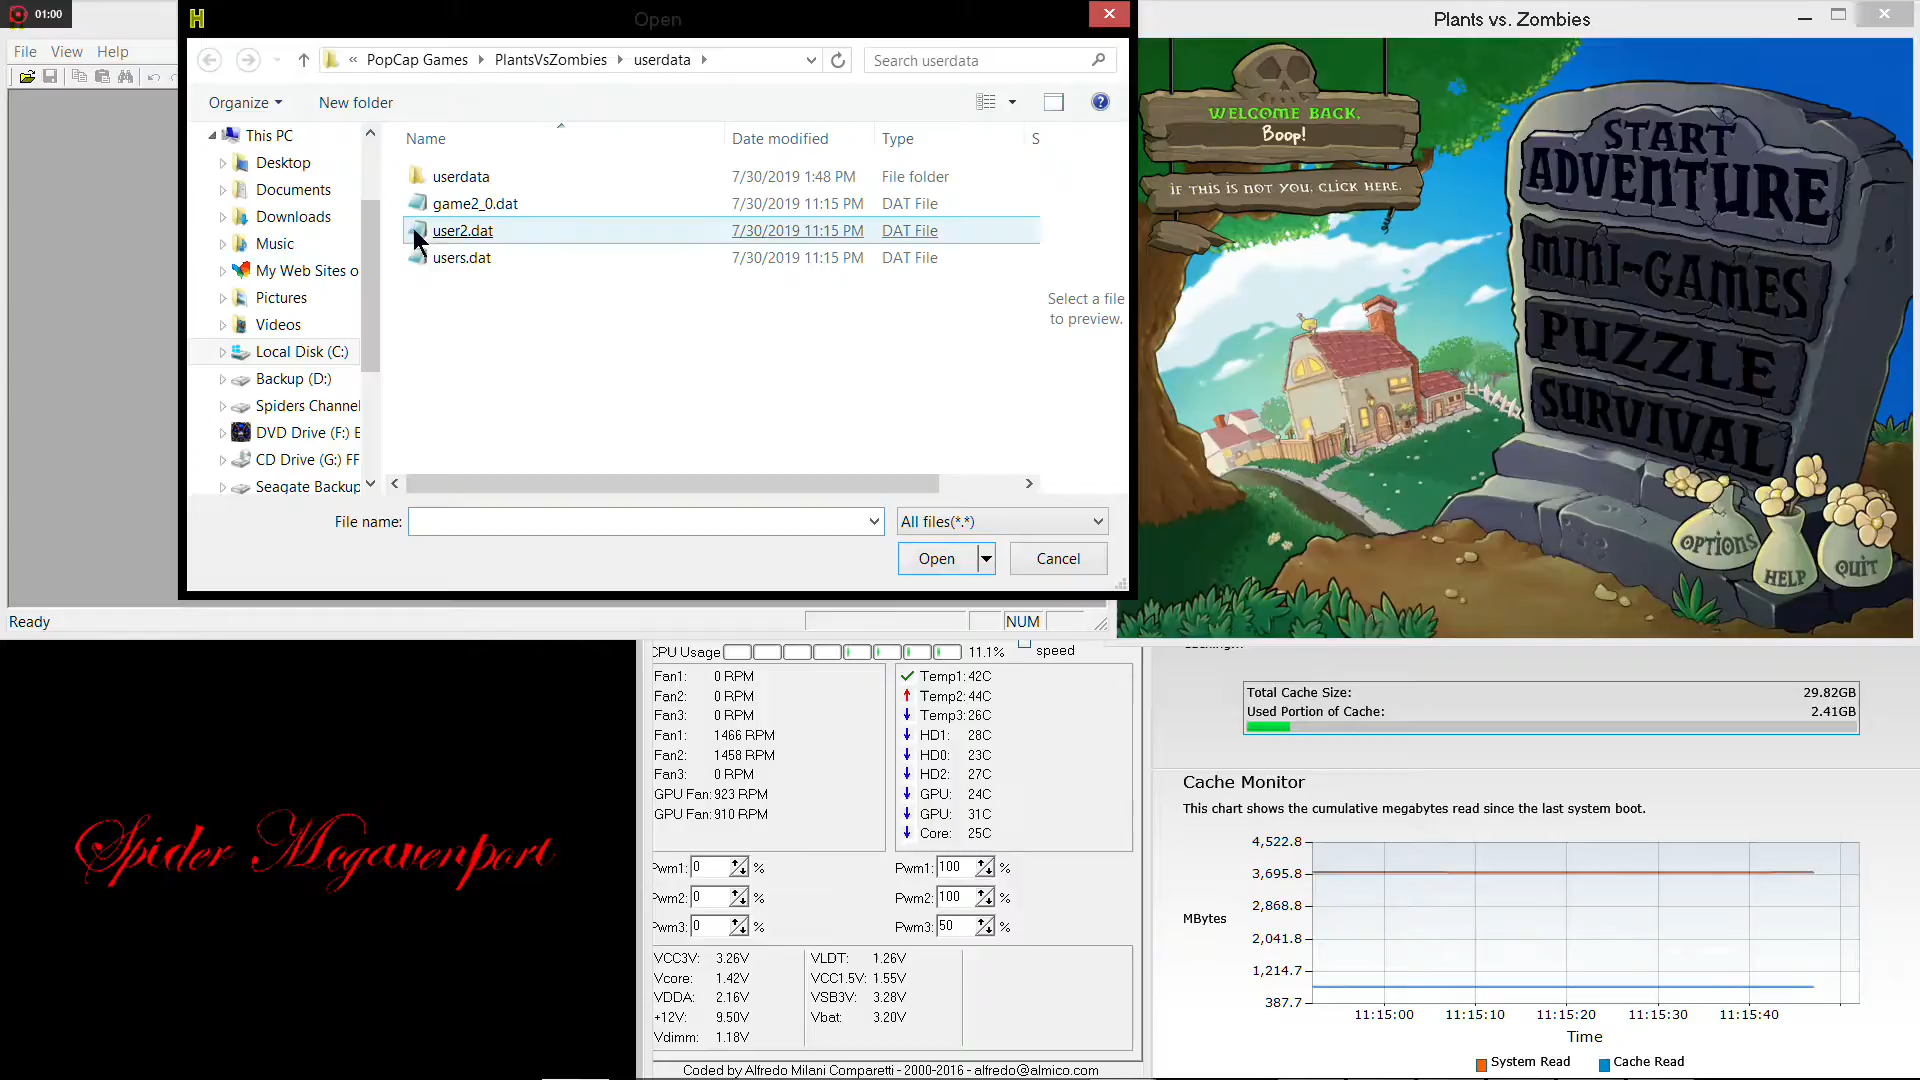 01:00
Open
File View Help
« PopCap Games PlantsVsZombies userdata
Search userdata
Organize New folder
Name Date modified Type S
userdata 7/30/2019 1:48 PM File folder
game2_0.dat 7/30/2019 11:15 PM DAT File
user2.dat 7/30/2019 11:15 PM DAT File
users.dat 7/30/2019 11:15 PM DAT File
This PC
Desktop
Documents
Downloads
Music
My Web Sites o
Pictures
Videos
Local Disk (C:)
Backup (D:)
Spiders Channel
DVD Drive (F:) E
CD Drive (G:) FF
Seagate Backup
Select a file
to preview.
File name:
All files(*.*)
Open Cancel
Ready
NUM
Plants vs. Zombies
WELCOME BACK,
Boop!
IF THIS IS NOT YOU, CLICK HERE.
START
ADVENTURE
MINI-GAMES
PUZZLE
SURVIVAL
OPTIONS
HELP
QUIT
Spider Megavenport
CPU Usage 11.1% speed
Fan1: 0 RPM
Fan2: 0 RPM
Fan3: 0 RPM
Fan1: 1466 RPM
Fan2: 1458 RPM
Fan3: 0 RPM
GPU Fan: 923 RPM
GPU Fan: 910 RPM
Temp1: 42C
Temp2: 44C
Temp3: 26C
HD1: 28C
HD0: 23C
HD2: 27C
GPU: 24C
GPU: 31C
Core: 25C
Pwm1: 0 %
Pwm2: 0 %
Pwm3: 0 %
Pwm1: 100 %
Pwm2: 100 %
Pwm3: 50 %
VCC3V: 3.26V
Vcore: 1.42V
VDDA: 2.16V
+12V: 9.50V
Vdimm: 1.18V
VLDT: 1.26V
VCC1.5V: 1.55V
VSB3V: 3.28V
Vbat: 3.20V
Coded by Alfredo Milani Comparetti - 2000-2016 - alfredo@almico.com
Total Cache Size: 29.82GB
Used Portion of Cache: 2.41GB
Cache Monitor
This chart shows the cumulative megabytes read since the last system boot.
4,522.8
3,695.8
2,868.8
MBytes
2,041.8
1,214.7
387.7
11:15:00 11:15:10 11:15:20 11:15:30 11:15:40
Time
System Read Cache Read